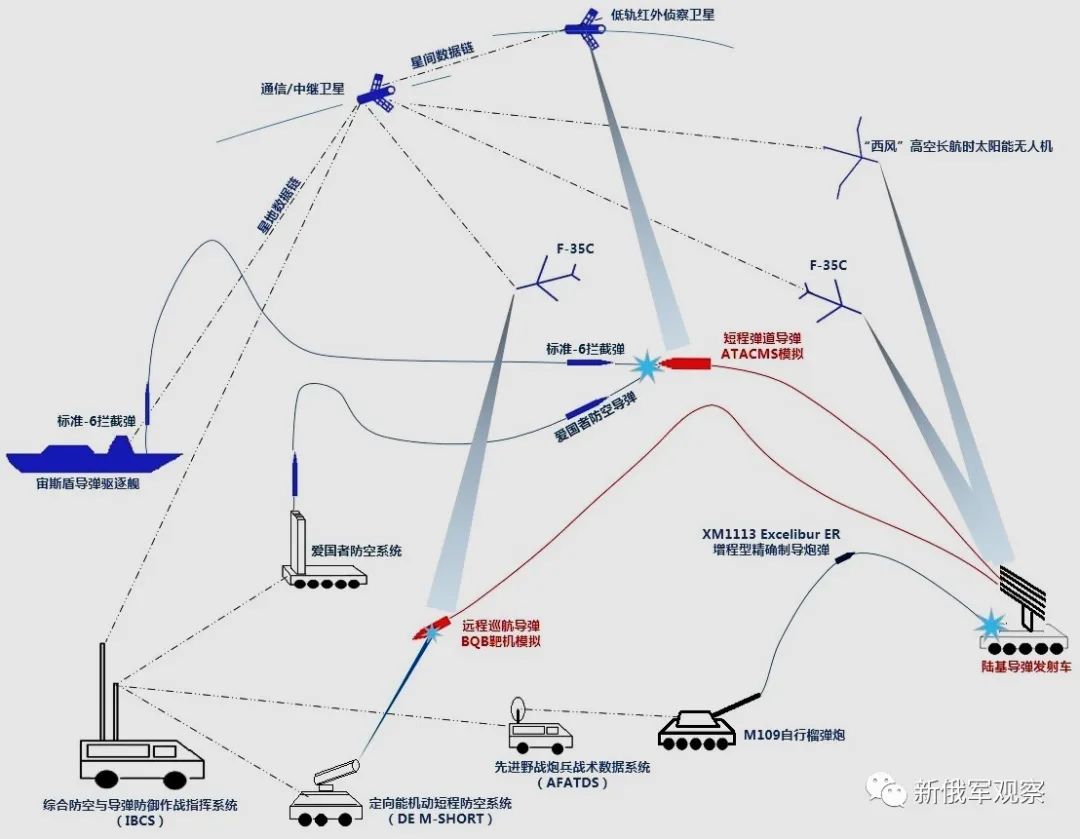 低轨红外侦察卫星
星间数据链
通信/中继卫星
“西风”高空长航时太阳能无人机
星地数据链
F-35C
F-35C
短程弹道导弹
ATACMS模拟
标准-6拦截弹
爱国者防空导弹
标准-6拦截弹
宙斯盾导弹驱逐舰
XM1113 Excelibur ER
增程型精确制导炮弹
爱国者防空系统
远程巡航导弹
BQB靶机模拟
陆基导弹发射车
M109自行榴弹炮
先进野战炮兵战术数据系统
（AFATDS）
综合防空与导弹防御作战指挥系统
（IBCS）
定向能机动短程防空系统
（DE M-SHORT）
新俄军观察